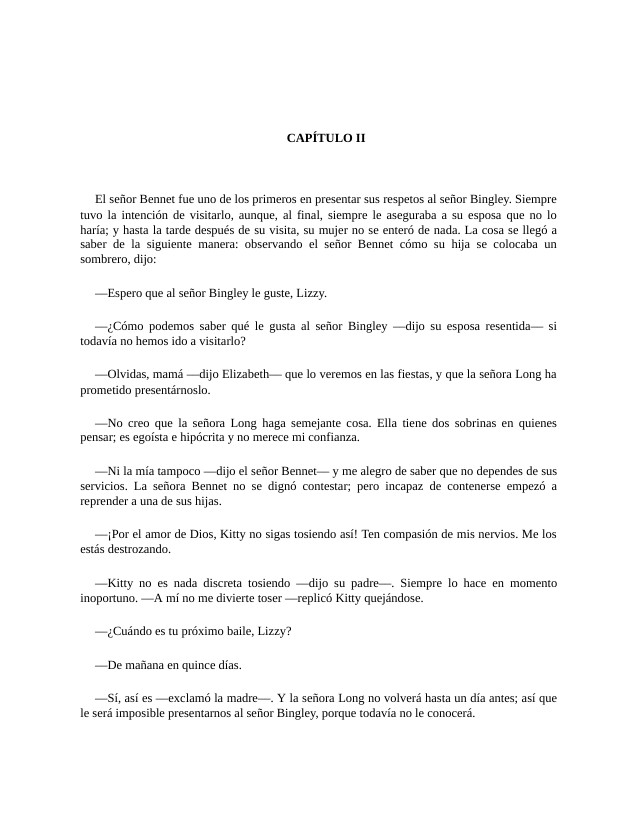 CAPÍTULO II
El señor Bennet fue uno de los primeros en presentar sus respetos al señor Bingley. Siempre
tuvo la intención de visitarlo, aunque, al final, siempre le aseguraba a su esposa que no lo
haría; y hasta la tarde después de su visita, su mujer no se enteró de nada. La cosa se llegó a
saber de la siguiente manera: observando el señor Bennet cómo su hija se colocaba un
sombrero, dijo:
—Espero que al señor Bingley le guste, Lizzy.
—¿Cómo podemos saber qué le gusta al señor Bingley —dijo su esposa resentida— si
todavía no hemos ido a visitarlo?
—Olvidas, mamá —dijo Elizabeth— que lo veremos en las fiestas, y que la señora Long ha
prometido presentárnoslo.
—No creo que la señora Long haga semejante cosa. Ella tiene dos sobrinas en quienes
pensar; es egoísta e hipócrita y no merece mi confianza.
—Ni la mía tampoco —dijo el señor Bennet— y me alegro de saber que no dependes de sus
servicios. La señora Bennet no se dignó contestar; pero incapaz de contenerse empezó a
reprender a una de sus hijas.
—¡Por el amor de Dios, Kitty no sigas tosiendo así! Ten compasión de mis nervios. Me los
estás destrozando.
—Kitty no es nada discreta tosiendo —dijo su padre—. Siempre lo hace en momento
inoportuno. —A mí no me divierte toser —replicó Kitty quejándose.
—¿Cuándo es tu próximo baile, Lizzy?
—De mañana en quince días.
—Sí, así es —exclamó la madre—. Y la señora Long no volverá hasta un día antes; así que
le será imposible presentarnos al señor Bingley, porque todavía no le conocerá.